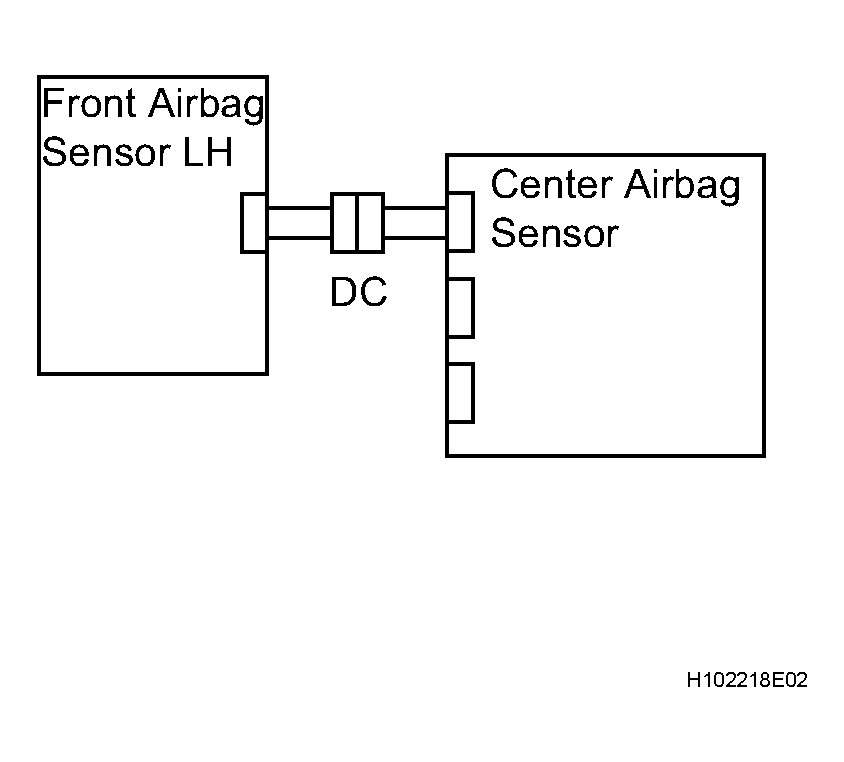 Front Airbag
Sensor LH
Center Airbag
Sensor
DC
H102218E02